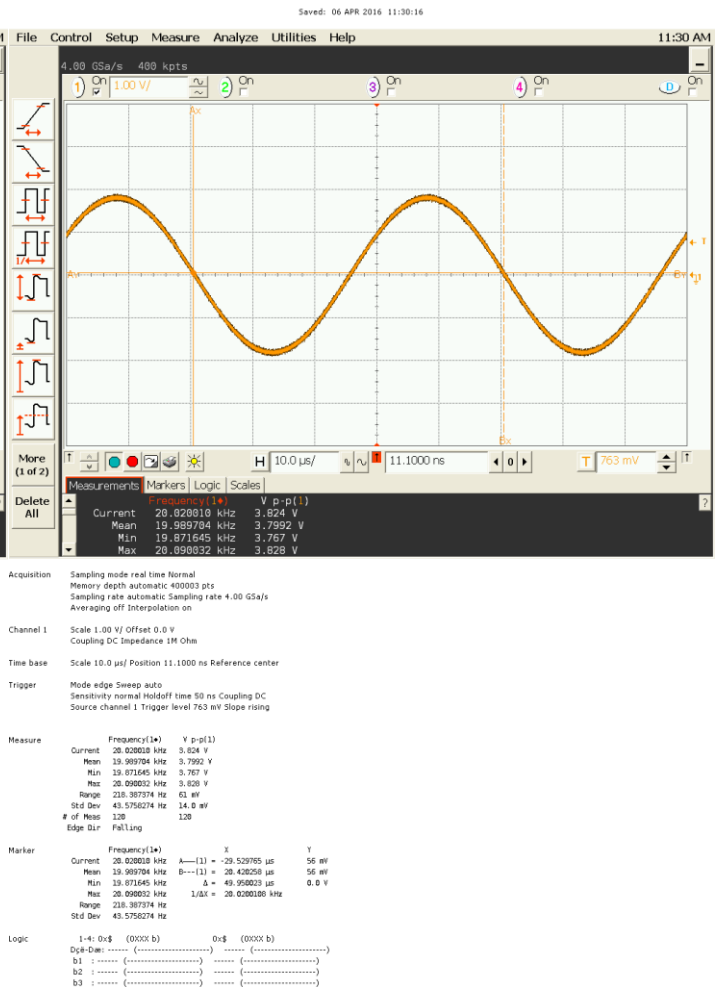 Saved: 06 APR 2016 11:30:16
File Control Setup Measure Analyze Utilities Help 11:30 AM
4.00 GSa/s 400 kpts
1 On 1.00 V/ 2 On 3 On 4 On D On
Ax
1
Ay By 1
Bx
H 10.0 µs/ 11.1000 ns 0 T 763 mV
More
(1 of 2)
Delete
All
Measurements Markers Logic Scales
Frequency(1♦) V p-p(1)
Current 20.020010 kHz 3.824 V
Mean 19.989704 kHz 3.7992 V
Min 19.871645 kHz 3.767 V
Max 20.090032 kHz 3.828 V
?
Acquisition Sampling mode real time Normal
Memory depth automatic 400003 pts
Sampling rate automatic Sampling rate 4.00 GSa/s
Averaging off Interpolation on
Channel 1 Scale 1.00 V/ Offset 0.0 V
Coupling DC Impedance 1M Ohm
Time base Scale 10.0 µs/ Position 11.1000 ns Reference center
Trigger Mode edge Sweep auto
Sensitivity normal Holdoff time 50 ns Coupling DC
Source channel 1 Trigger level 763 mV Slope rising
Measure Frequency(1♦) V p-p(1)
Current 20.020010 kHz 3.824 V
Mean 19.989704 kHz 3.7992 V
Min 19.871645 kHz 3.767 V
Max 20.090032 kHz 3.828 V
Range 218.387374 Hz 61 mV
Std Dev 43.5758274 Hz 14.0 mV
# of Meas 128 128
Edge Dir Falling
Marker Frequency(1♦) X Y
Current 20.020010 kHz A——(1) = -29.529765 µs 56 mV
Mean 19.989704 kHz B---(1) = 20.420258 µs 56 mV
Min 19.871645 kHz Δ = 49.950023 µs 0.0 V
Max 20.090032 kHz 1/ΔX = 20.0200108 kHz
Range 218.387374 Hz
Std Dev 43.5758274 Hz
Logic 1-4: 0x$ (0XXX b) 0x$ (0XXX b)
Dçè-Dæ: ------ (---------------------) ------ (---------------------)
b1 : ------ (---------------------) ------ (---------------------)
b2 : ------ (---------------------) ------ (---------------------)
b3 : ------ (---------------------) ------ (---------------------)